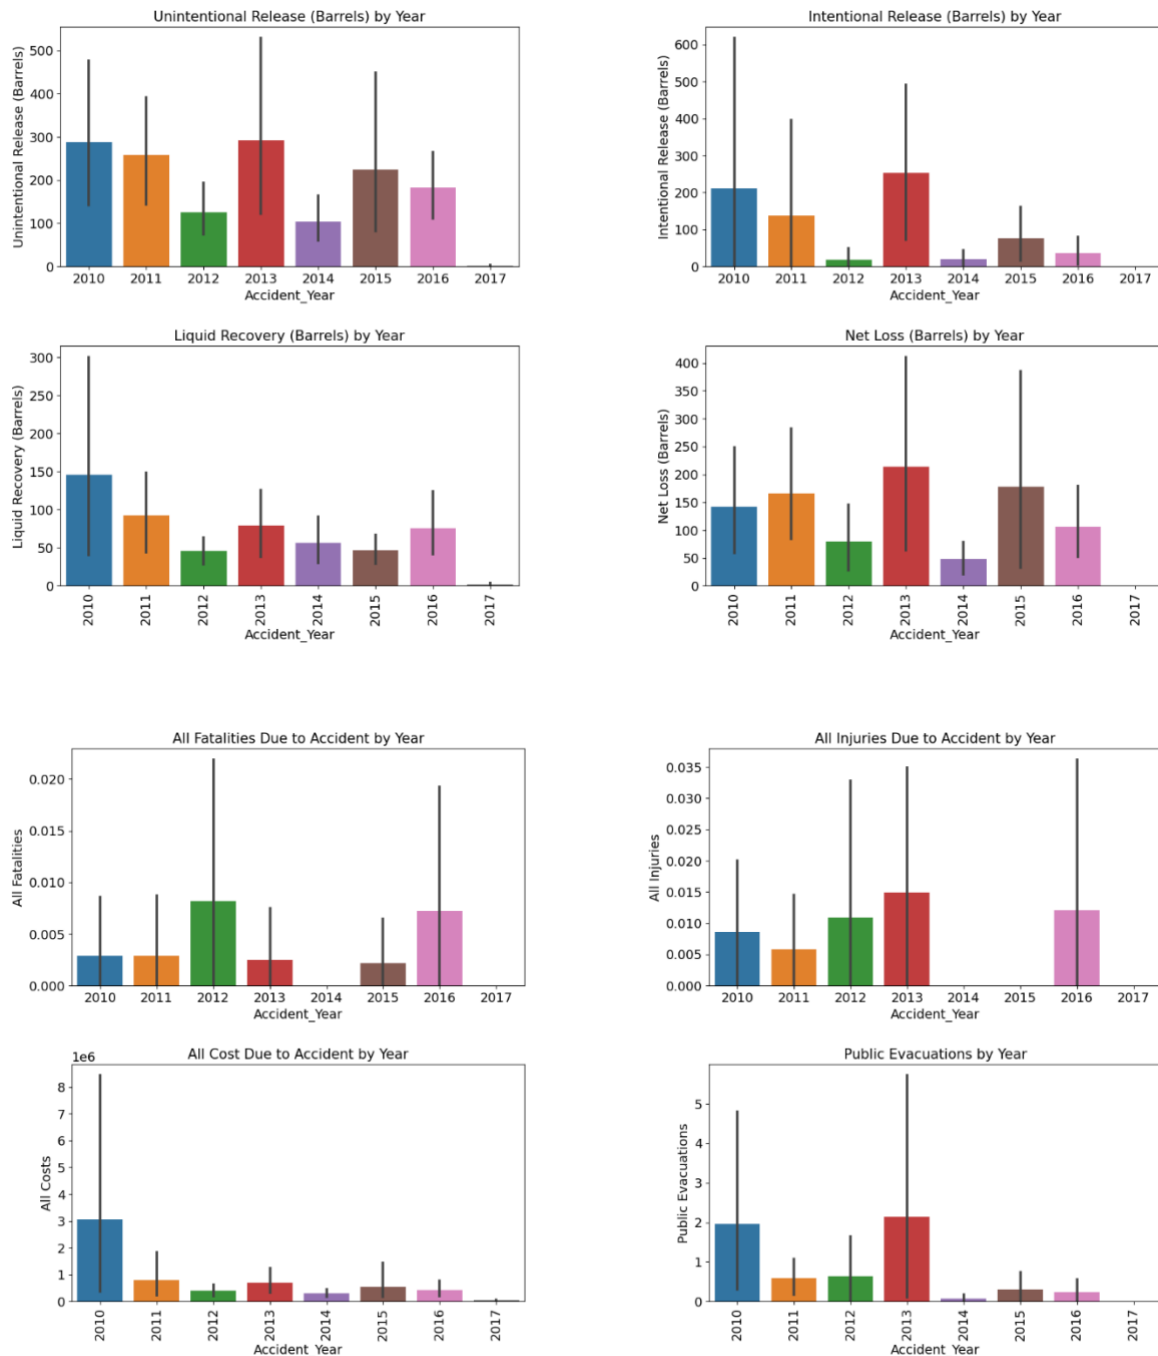 Unintentional Release (Barrels) by Year
Unintentional Release (Barrels)
500
400
300
200
100
0
2010 2011 2012 2013 2014 2015 2016 2017
Accident_Year
Intentional Release (Barrels) by Year
Intentional Release (Barrels)
600
500
400
300
200
100
0
2010 2011 2012 2013 2014 2015 2016 2017
Accident_Year
Liquid Recovery (Barrels) by Year
Liquid Recovery (Barrels)
300
250
200
150
100
50
0
2010 2011 2012 2013 2014 2015 2016 2017
Accident_Year
Net Loss (Barrels) by Year
Net Loss (Barrels)
400
350
300
250
200
150
100
50
0
2010 2011 2012 2013 2014 2015 2016 2017
Accident_Year
All Fatalities Due to Accident by Year
All Fatalities
0.020
0.015
0.010
0.005
0.000
2010 2011 2012 2013 2014 2015 2016 2017
Accident_Year
All Injuries Due to Accident by Year
All Injuries
0.035
0.030
0.025
0.020
0.015
0.010
0.005
0.000
2010 2011 2012 2013 2014 2015 2016 2017
Accident_Year
All Cost Due to Accident by Year
1e6
All Costs
8
7
6
5
4
3
2
1
0
2010 2011 2012 2013 2014 2015 2016 2017
Accident_Year
Public Evacuations by Year
Public Evacuations
5
4
3
2
1
0
2010 2011 2012 2013 2014 2015 2016 2017
Accident_Year